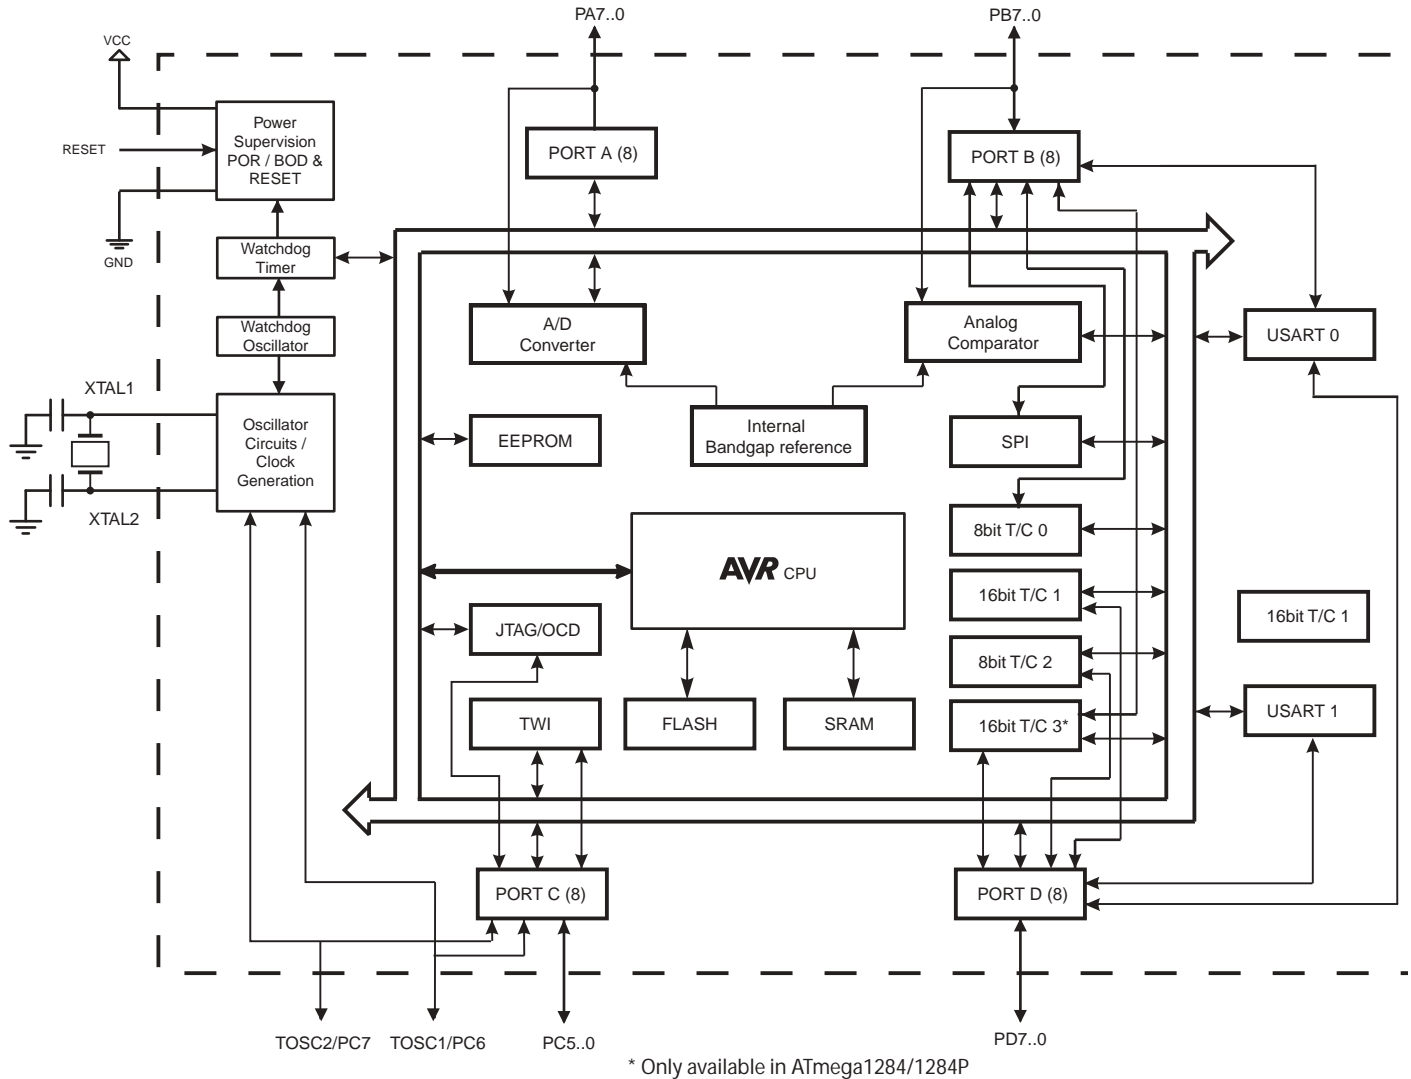 PA7..0
PB7..0
VCC
Power
Supervision
POR / BOD &
RESET
RESET
PORT A (8)
PORT B (8)
GND
Watchdog
Timer
Watchdog
Oscillator
A/D
Converter
Analog
Comparator
USART 0
XTAL1
Oscillator
Circuits /
Clock
Generation
XTAL2
EEPROM
Internal
Bandgap reference
SPI
8bit T/C 0
AVR CPU
16bit T/C 1
16bit T/C 1
JTAG/OCD
8bit T/C 2
TWI
FLASH
SRAM
16bit T/C 3*
USART 1
PORT C (8)
PORT D (8)
TOSC2/PC7
TOSC1/PC6
PC5..0
PD7..0
* Only available in ATmega1284/1284P